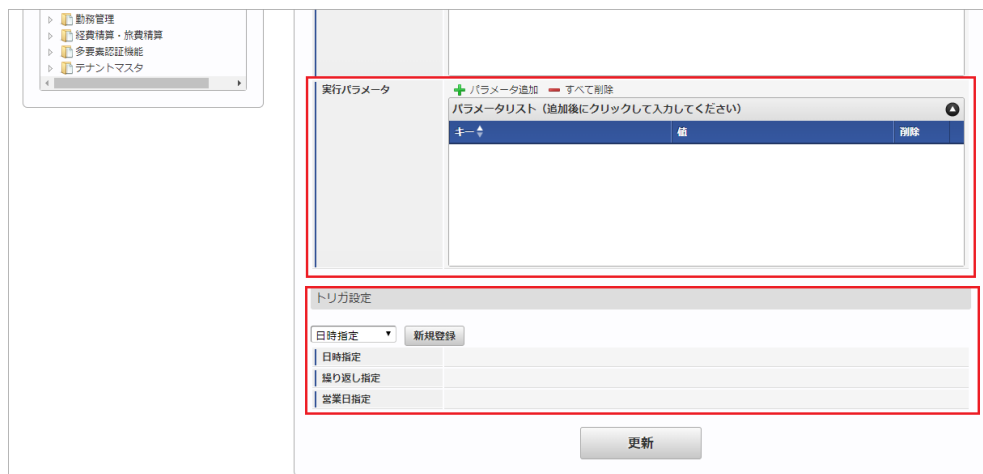 勤務管理
経費精算・旅費精算
多要素認証機能
テナントマスタ
実行パラメータ
パラメータ追加 すべて削除
パラメータリスト（追加後にクリックして入力してください）
キー 値 削除
トリガ設定
日時指定 新規登録
日時指定
繰り返し指定
営業日指定
更新